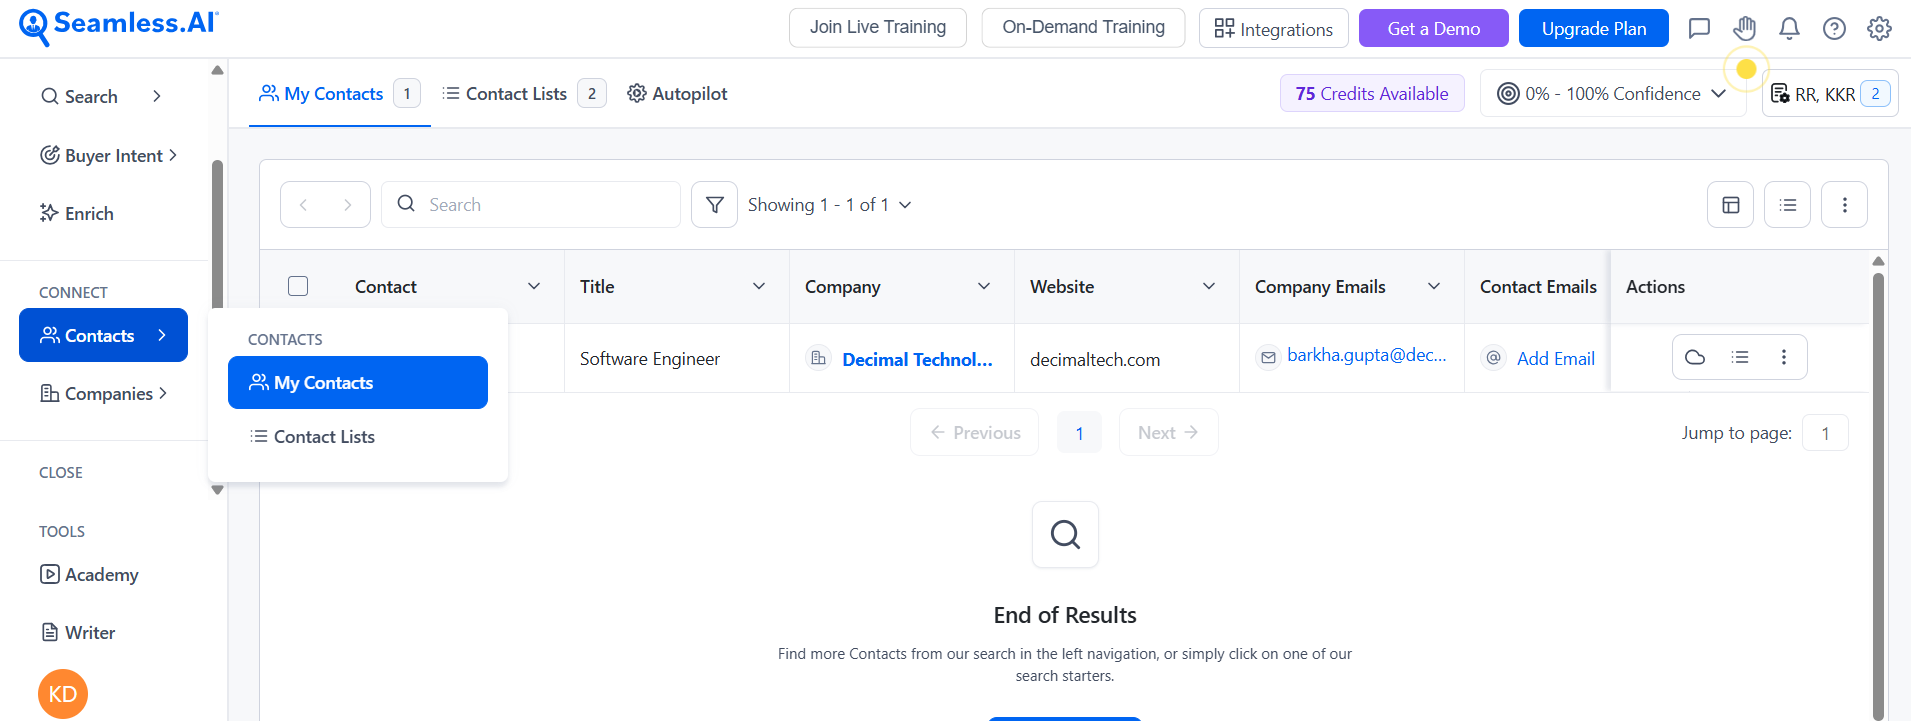 Seamless.AI
Join Live Training
On-Demand Training
Integrations
Get a Demo
Upgrade Plan
Search
Buyer Intent
Enrich
CONNECT
Contacts
Companies
CLOSE
TOOLS
Academy
Writer
KD
CONTACTS
My Contacts
Contact Lists
My Contacts 1
Contact Lists 2
Autopilot
75 Credits Available
0% - 100% Confidence
RR, KKR 2
Search
Showing 1 - 1 of 1
Contact
Title
Company
Website
Company Emails
Contact Emails
Actions
Software Engineer
Decimal Technol...
decimaltech.com
barkha.gupta@dec...
Add Email
Previous
1
Next
Jump to page: 1
End of Results
Find more Contacts from our search in the left navigation, or simply click on one of our
search starters.